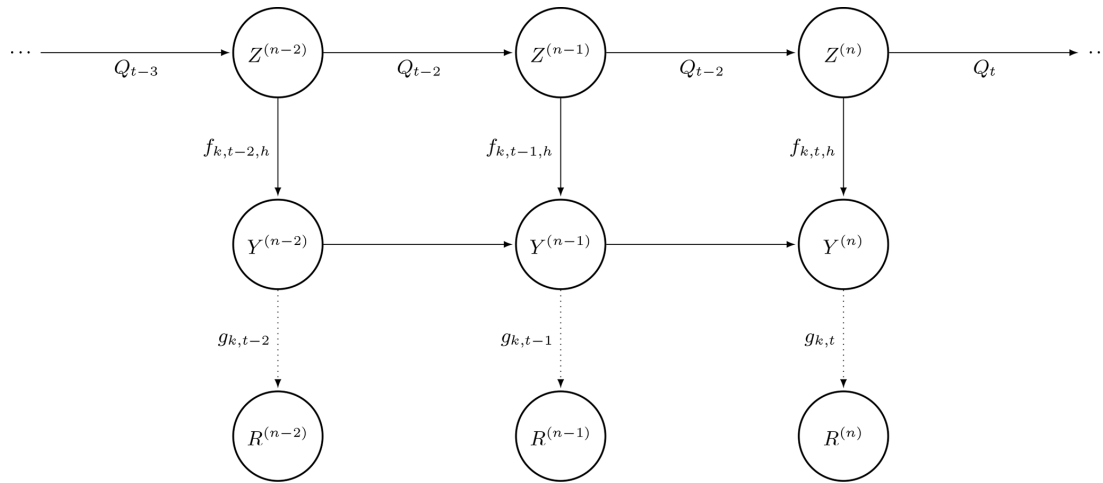 ⋯ Z⁽ⁿ⁻²⁾ Z⁽ⁿ⁻¹⁾ Z⁽ⁿ⁾ ⋯
Q_{t−3} Q_{t−2} Q_{t−2} Q_t
f_{k,t−2,h} f_{k,t−1,h} f_{k,t,h}
Y⁽ⁿ⁻²⁾ Y⁽ⁿ⁻¹⁾ Y⁽ⁿ⁾
g_{k,t−2} g_{k,t−1} g_{k,t}
R⁽ⁿ⁻²⁾ R⁽ⁿ⁻¹⁾ R⁽ⁿ⁾